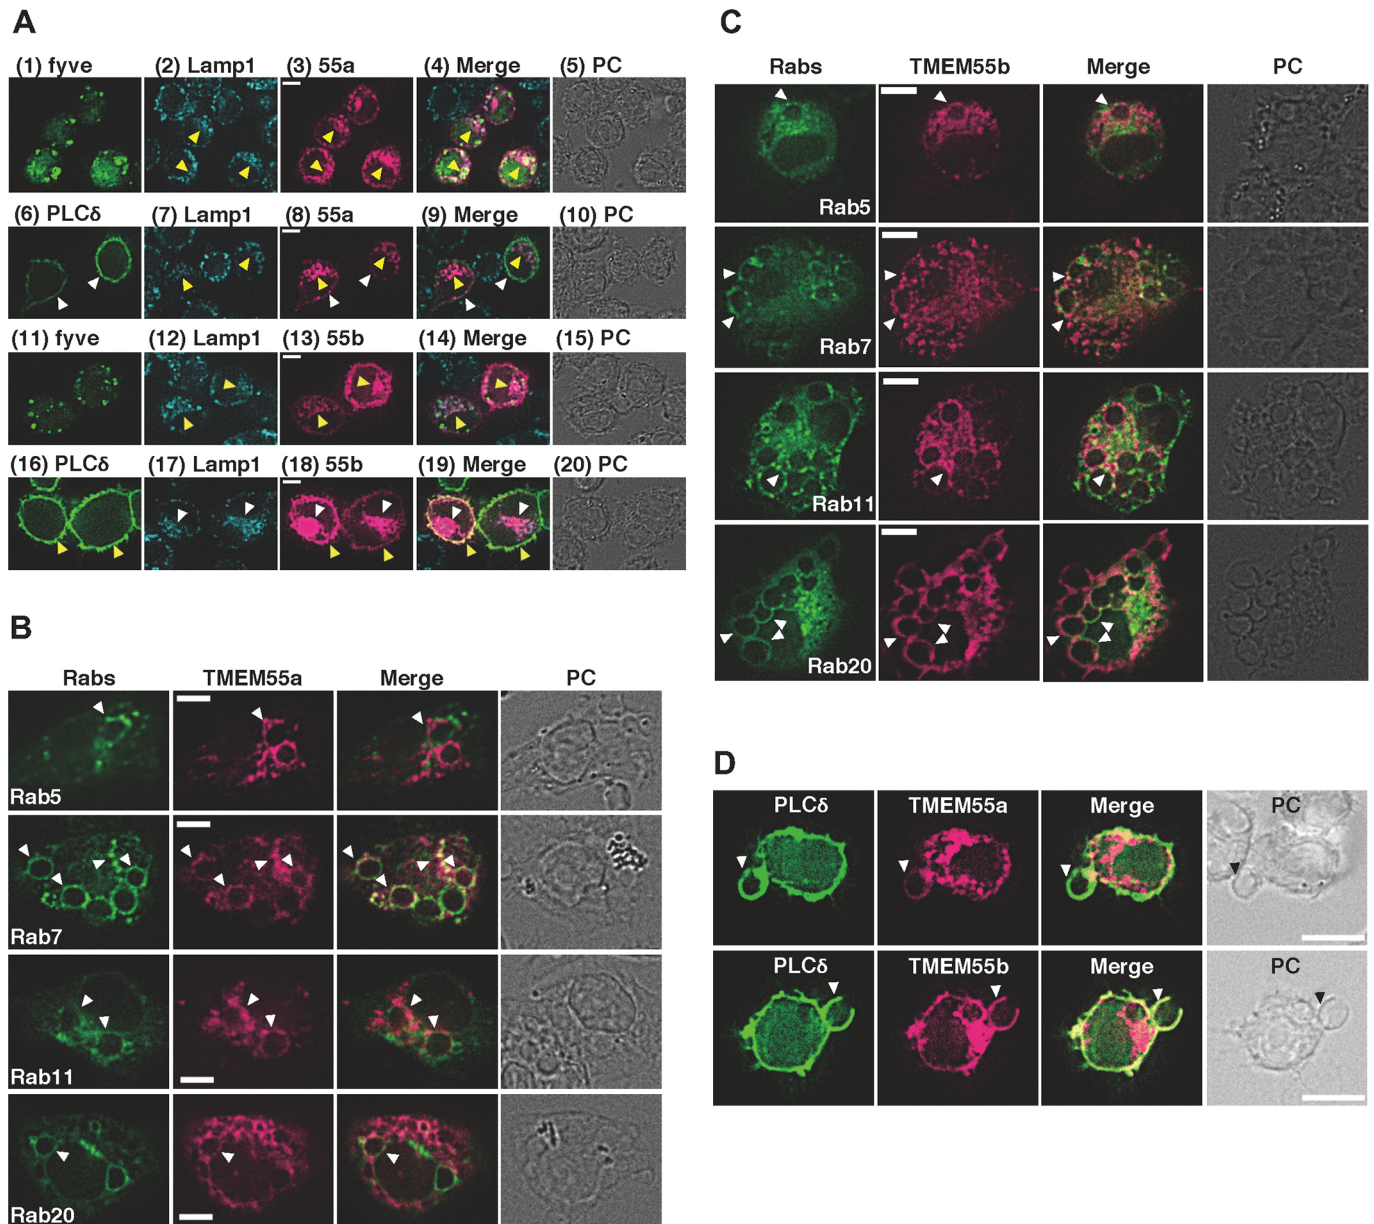 A
(1) fyve (2) Lamp1 (3) 55a (4) Merge (5) PC
(6) PLCδ (7) Lamp1 (8) 55a (9) Merge (10) PC
(11) fyve (12) Lamp1 (13) 55b (14) Merge (15) PC
(16) PLCδ (17) Lamp1 (18) 55b (19) Merge (20) PC
B
Rabs TMEM55a Merge PC
Rab5
Rab7
Rab11
Rab20
C
Rabs TMEM55b Merge PC
Rab5
Rab7
Rab11
Rab20
D
PLCδ TMEM55a Merge PC
PLCδ TMEM55b Merge PC